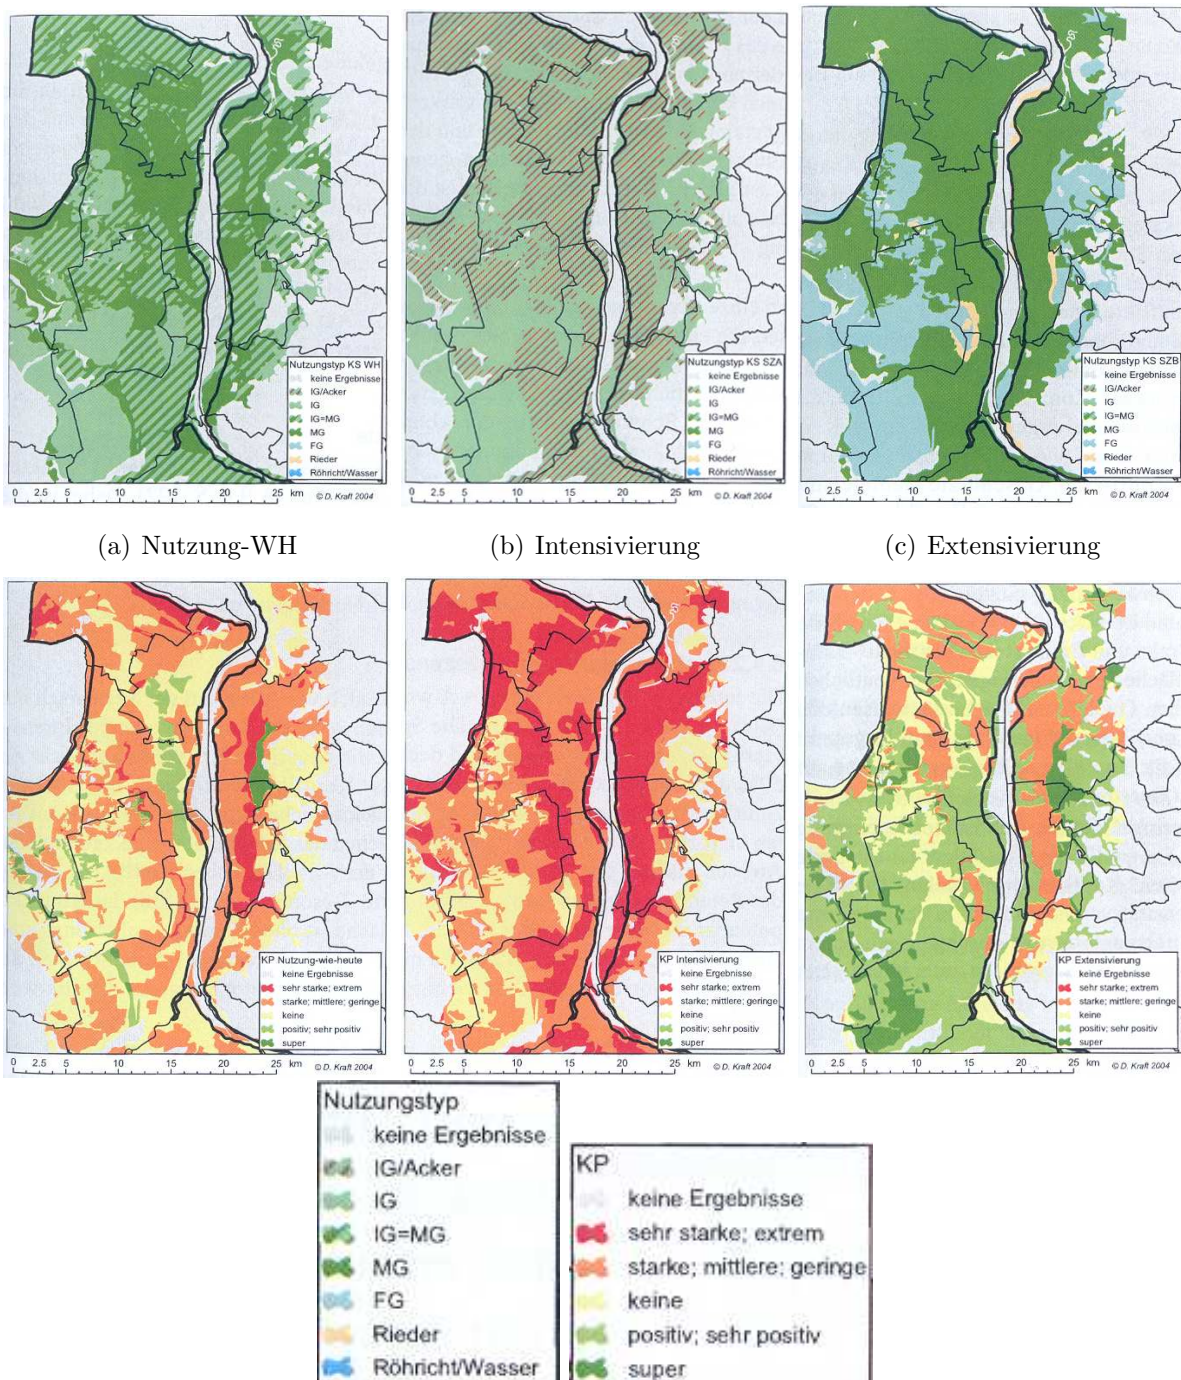 Nutzungstyp KS WH
keine Ergebnisse
IG/Acker
IG
IG=MG
MG
FG
Rieder
Röhricht/Wasser
0 2.5 5 10 15 20 25 km
© D. Kraft 2004
Nutzungstyp KS SZA
keine Ergebnisse
IG/Acker
IG
IG=MG
MG
FG
Rieder
Röhricht/Wasser
0 2.5 5 10 15 20 25 km
© D. Kraft 2004
Nutzungstyp KS SZB
keine Ergebnisse
IG/Acker
IG
IG=MG
MG
FG
Rieder
Röhricht/Wasser
0 2.5 5 10 15 20 25 km
© D. Kraft 2004
(a) Nutzung-WH
(b) Intensivierung
(c) Extensivierung
KP Nutzung-wie-heute
keine Ergebnisse
sehr starke; extrem
starke; mittlere; geringe
keine
positiv; sehr positiv
super
0 2.5 5 10 15 20 25 km
© D. Kraft 2004
KP Intensivierung
keine Ergebnisse
sehr starke; extrem
starke; mittlere; geringe
keine
positiv; sehr positiv
super
0 2.5 5 10 15 20 25 km
© D. Kraft 2004
KP Extensivierung
keine Ergebnisse
sehr starke; extrem
starke; mittlere; geringe
keine
positiv; sehr positiv
super
0 2.5 5 10 15 20 25 km
© D. Kraft 2004
Nutzungstyp
keine Ergebnisse
IG/Acker
IG
IG=MG
MG
FG
Rieder
Röhricht/Wasser
KP
keine Ergebnisse
sehr starke; extrem
starke; mittlere; geringe
keine
positiv; sehr positiv
super